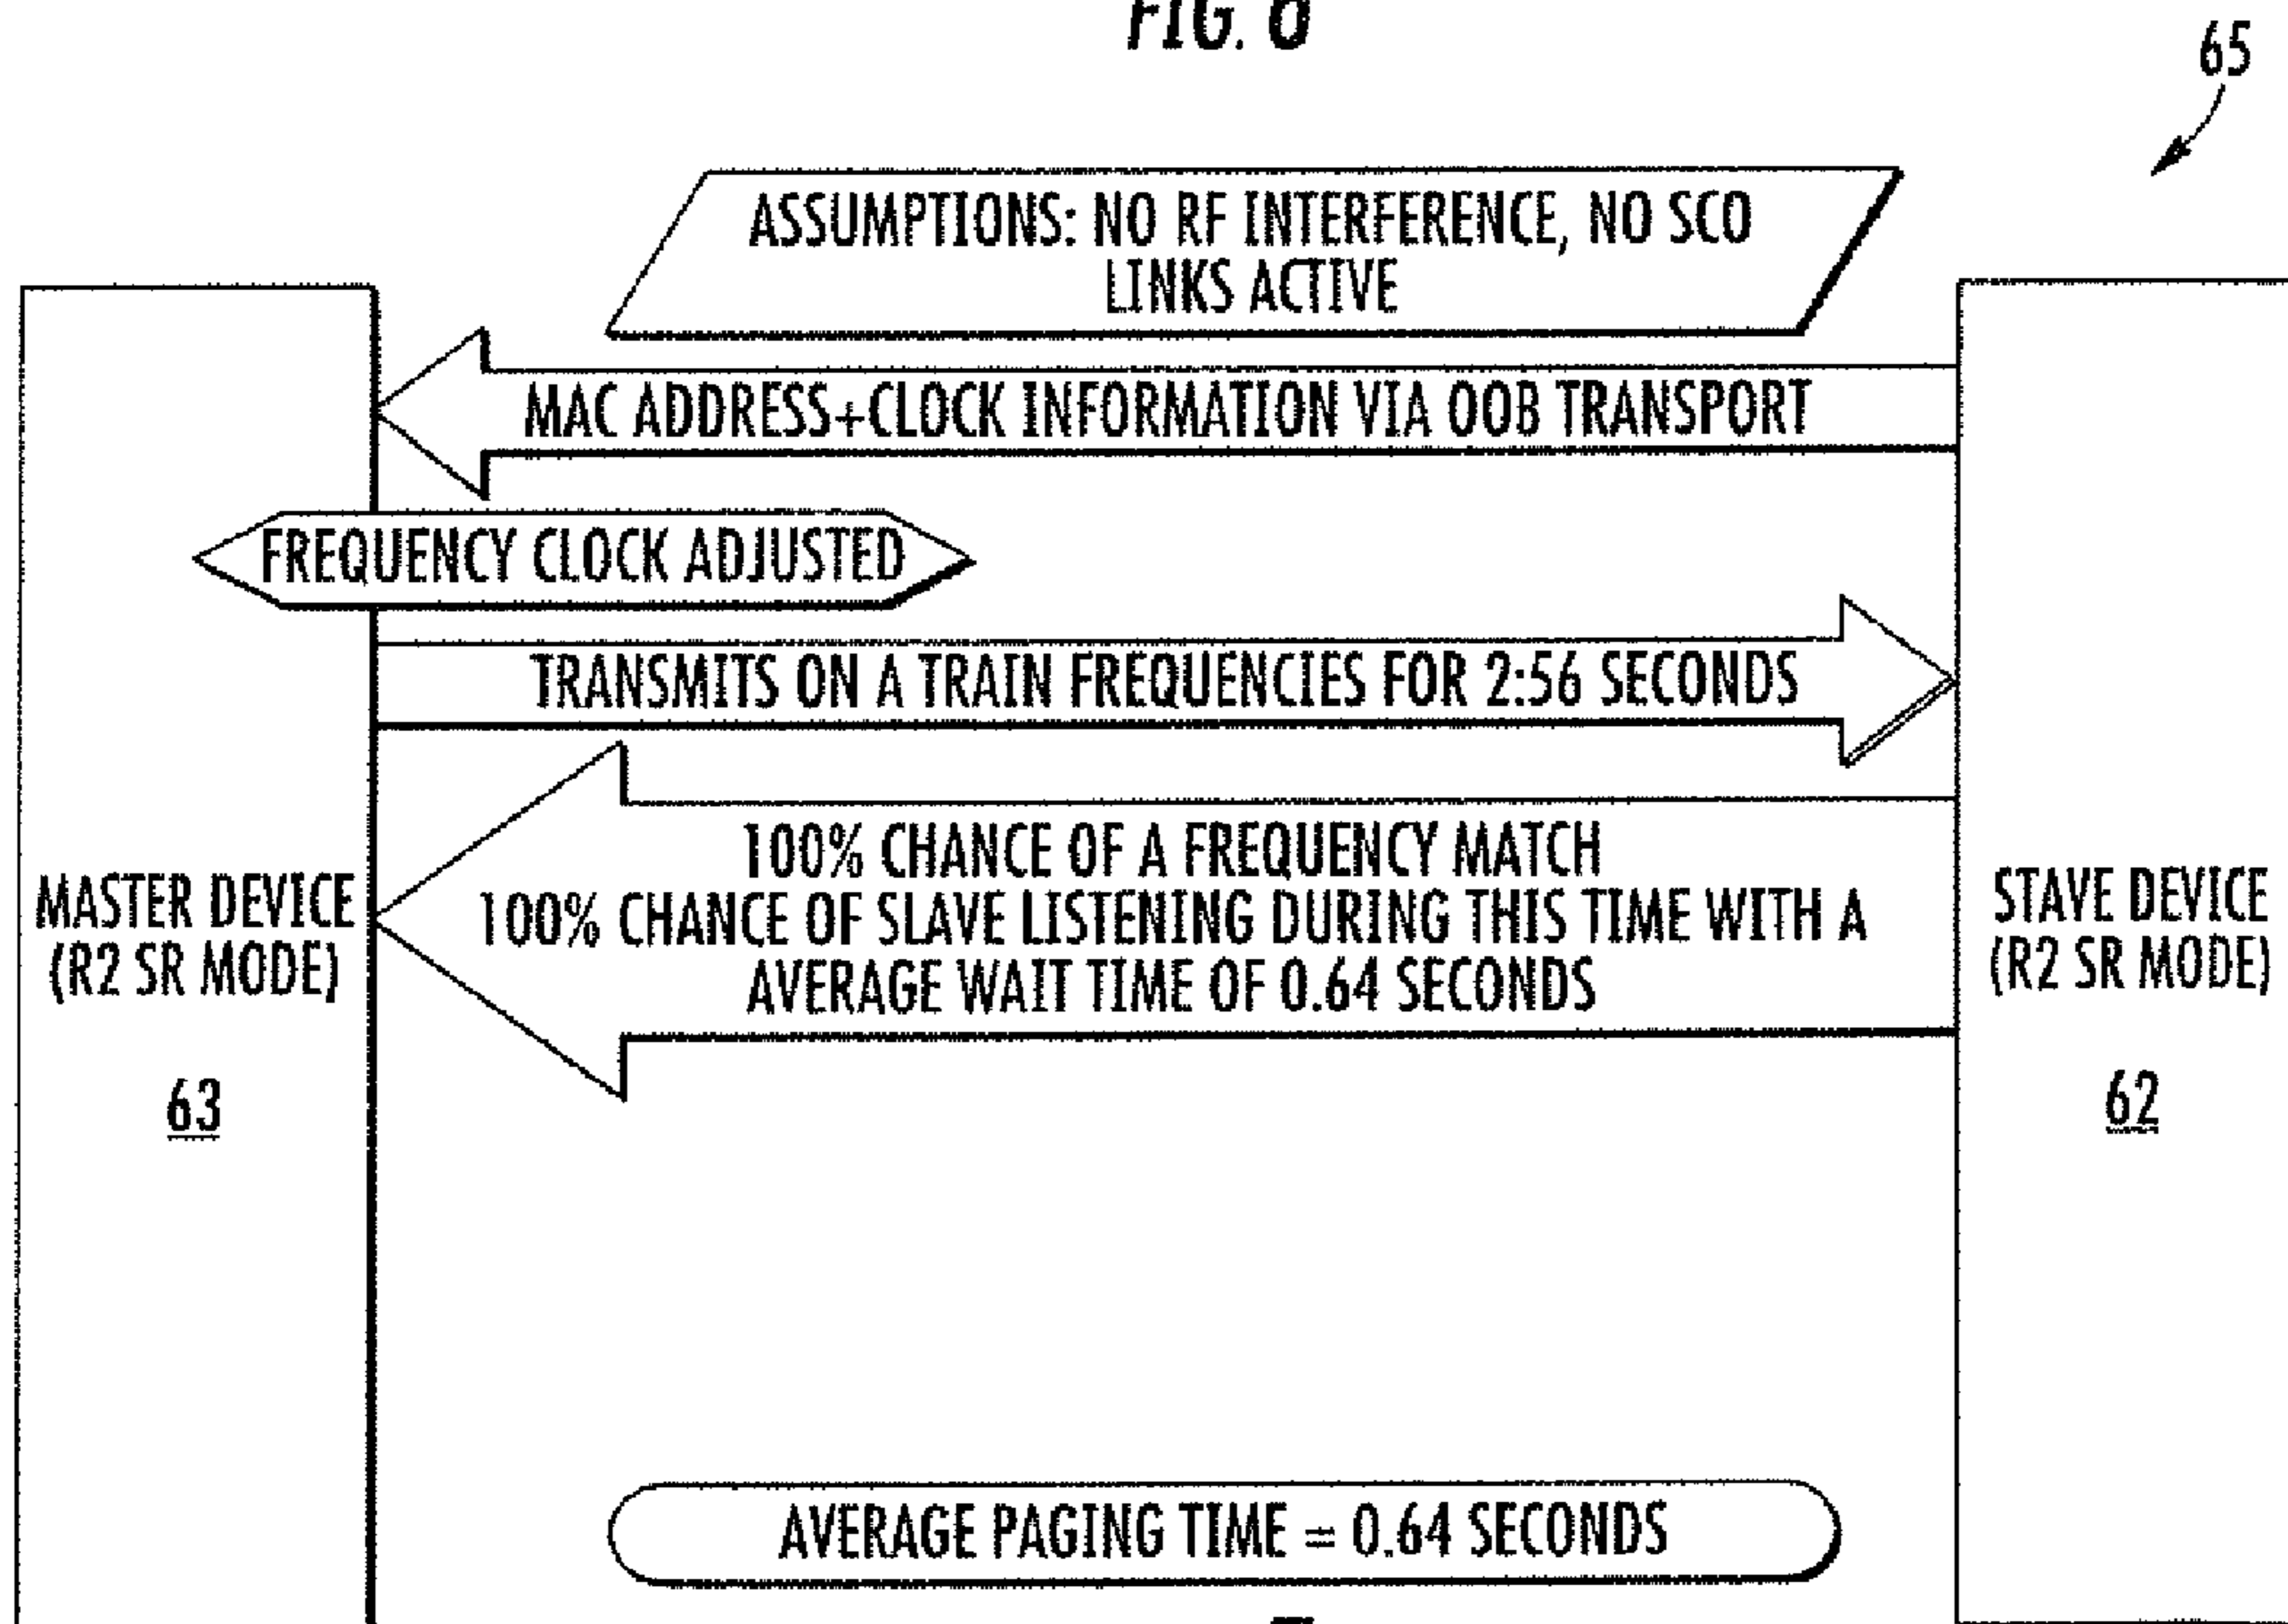 FIG. 6
65
ASSUMPTIONS: NO RF INTERFERENCE, NO SCO
LINKS ACTIVE
MAC ADDRESS+CLOCK INFORMATION VIA OOB TRANSPORT
FREQUENCY CLOCK ADJUSTED
TRANSMITS ON A TRAIN FREQUENCIES FOR 2:56 SECONDS
100% CHANCE OF A FREQUENCY MATCH
100% CHANCE OF SLAVE LISTENING DURING THIS TIME WITH A
AVERAGE WAIT TIME OF 0.64 SECONDS
MASTER DEVICE
(R2 SR MODE)
63
STAVE DEVICE
(R2 SR MODE)
62
AVERAGE PAGING TIME = 0.64 SECONDS